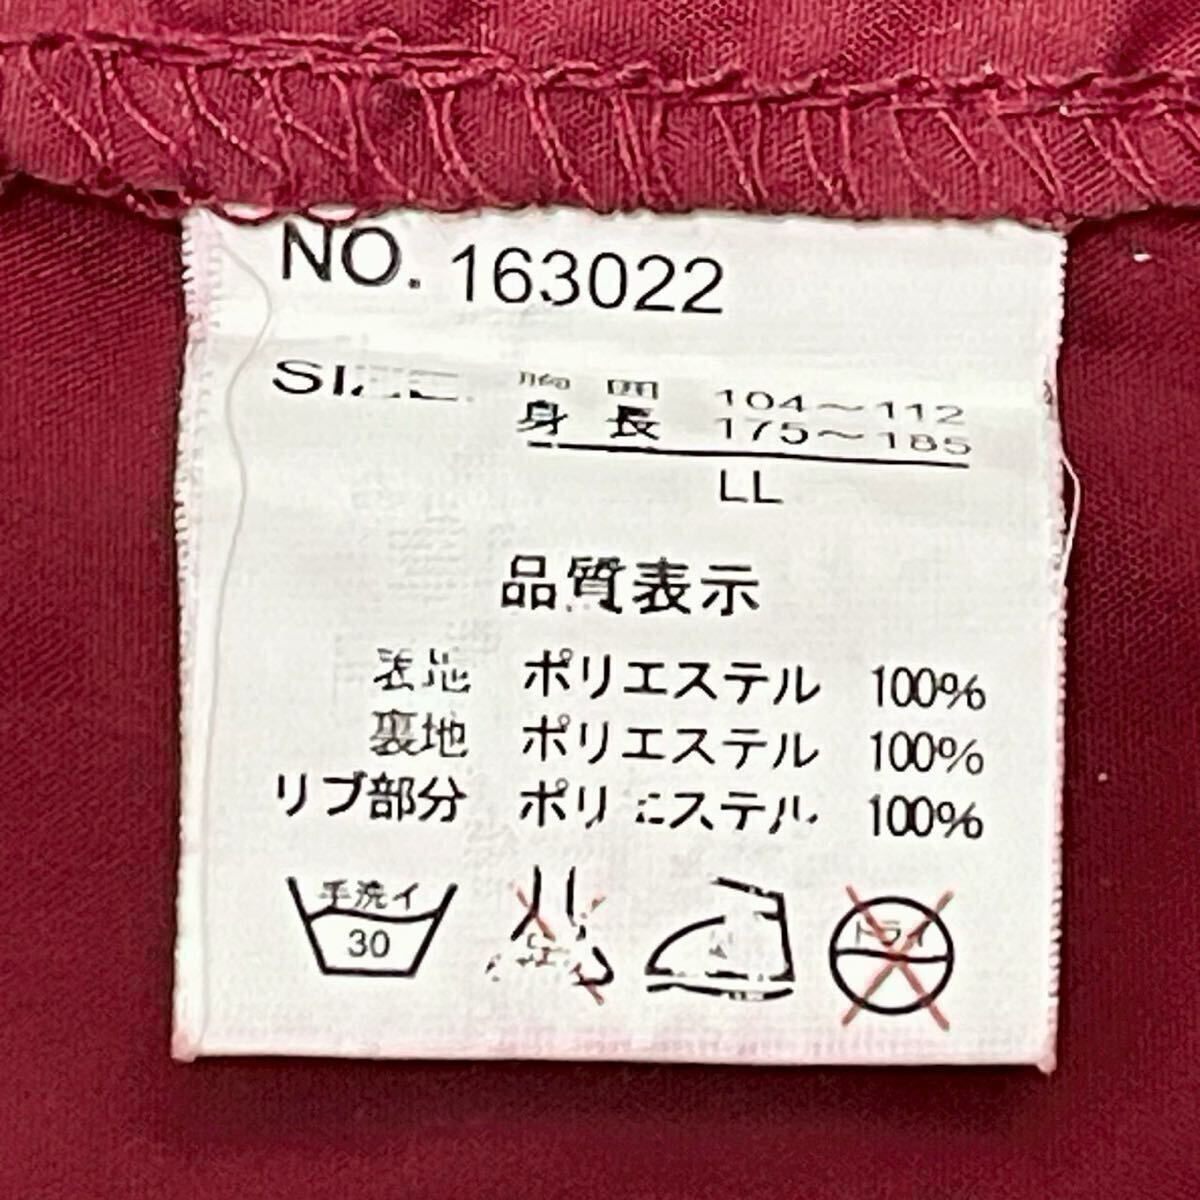 NO. 163022
SIZE 胸囲 104～112
身長 175～185
LL
品質表示
表地 ポリエステル 100%
裏地 ポリエステル 100%
リブ部分 ポリエステル 100%
手洗イ
30
ドライ